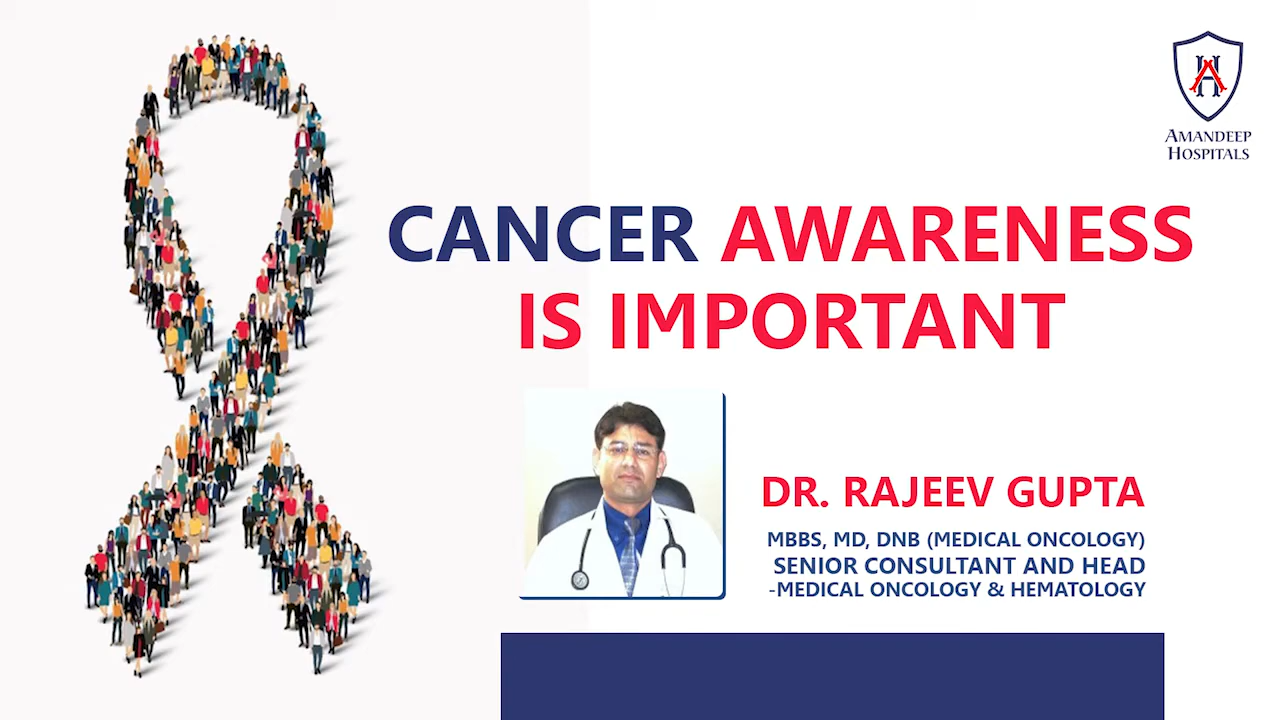 AMANDEEP
HOSPITALS
CANCER AWARENESS
IS IMPORTANT
DR. RAJEEV GUPTA
MBBS, MD, DNB (MEDICAL ONCOLOGY)
SENIOR CONSULTANT AND HEAD
-MEDICAL ONCOLOGY & HEMATOLOGY